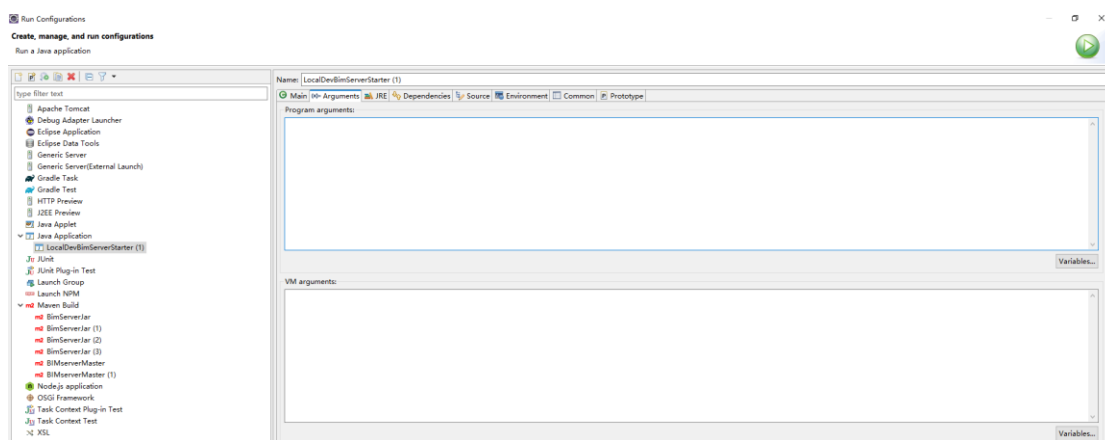 Run Configurations
Create, manage, and run configurations
Run a Java application
type filter text
Apache Tomcat
Debug Adapter Launcher
Eclipse Application
Eclipse Data Tools
Generic Server
Generic Server(External Launch)
Gradle Task
Gradle Test
HTTP Preview
J2EE Preview
Java Applet
Java Application
LocalDevBimServerStarter (1)
JUnit
JUnit Plug-in Test
Launch Group
Launch NPM
Maven Build
BimServerJar
BimServerJar (1)
BimServerJar (2)
BimServerJar (3)
BIMserverMaster
BIMserverMaster (1)
Node.js application
OSGi Framework
Task Context Plug-in Test
Task Context Test
XSL
Name: LocalDevBimServerStarter (1)
Main Arguments JRE Dependencies Source Environment Common Prototype
Program arguments:
Variables...
VM arguments:
Variables...